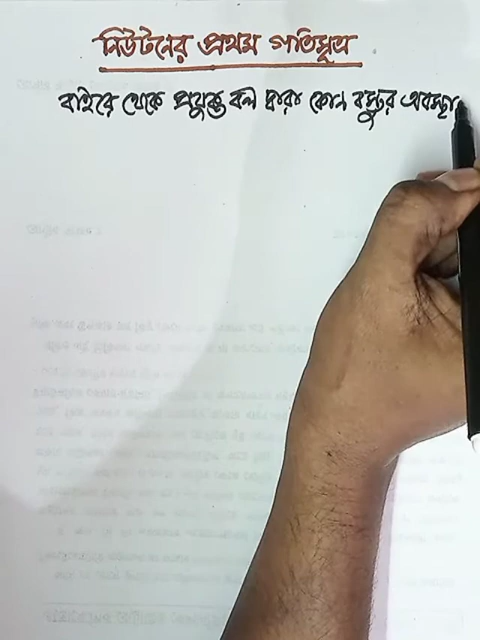 নিউটনের প্রথম গতিসূত্র
বাইরে থেকে প্রযুক্ত বল দ্বারা কোন বস্তুর অবস্থা